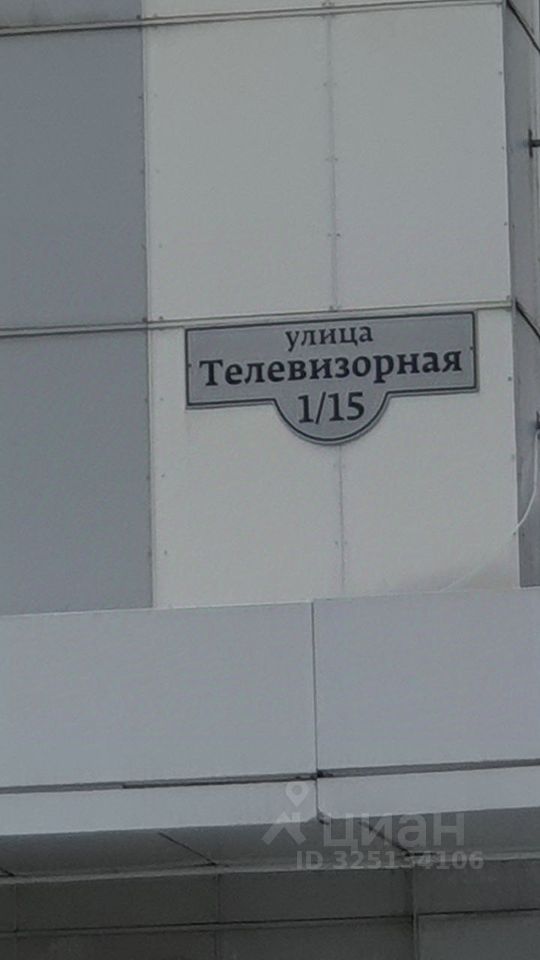 улица
Телевизорная
1/15
циан
ID 325134106